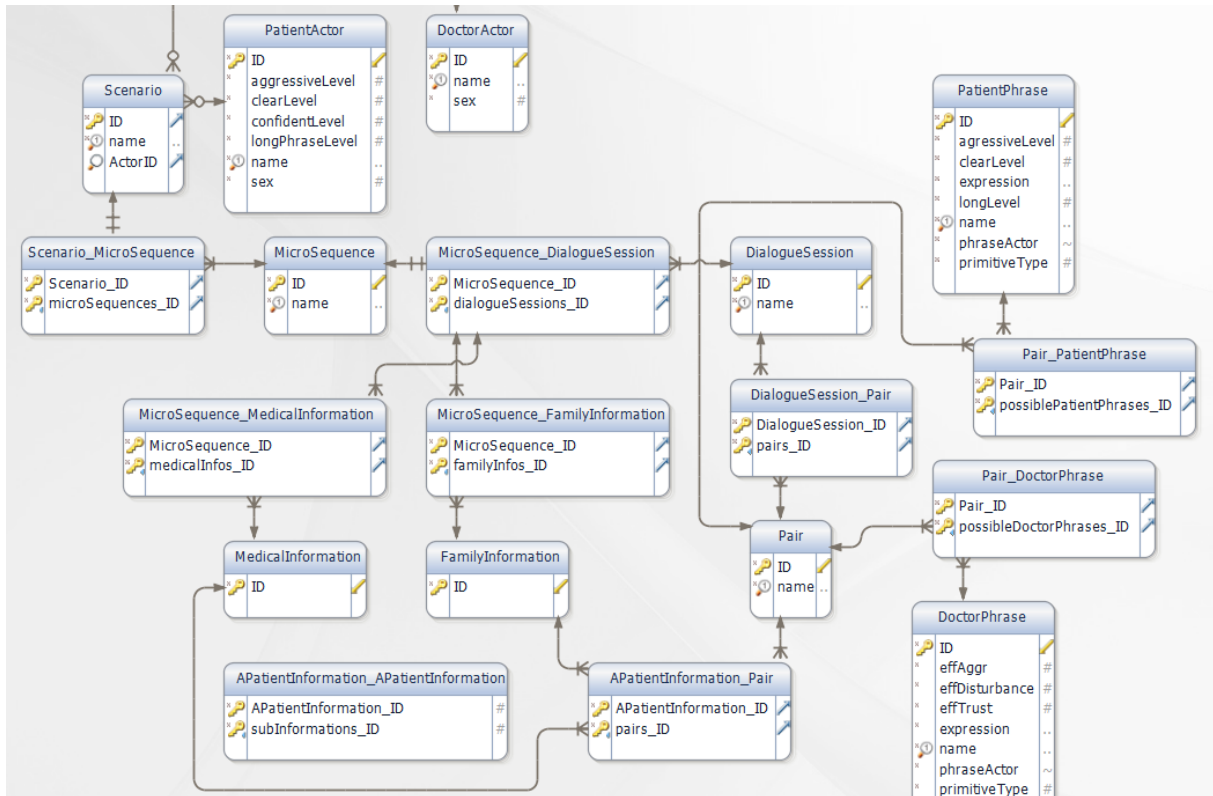 PatientActor
ID
aggressiveLevel #
clearLevel #
confidentLevel #
longPhraseLevel #
name ..
sex #
DoctorActor
ID
name ..
sex #
Scenario
ID
name ..
ActorID
PatientPhrase
ID
agressiveLevel #
clearLevel #
expression ..
longLevel #
name ..
phraseActor ~
primitiveType #
Scenario_MicroSequence
Scenario_ID
microSequences_ID
MicroSequence
ID
name ..
MicroSequence_DialogueSession
MicroSequence_ID
dialogueSessions_ID
DialogueSession
ID
name ..
Pair_PatientPhrase
Pair_ID
possiblePatientPhrases_ID
MicroSequence_MedicalInformation
MicroSequence_ID
medicalInfos_ID
MicroSequence_FamilyInformation
MicroSequence_ID
familyInfos_ID
DialogueSession_Pair
DialogueSession_ID
pairs_ID
Pair_DoctorPhrase
Pair_ID
possibleDoctorPhrases_ID
MedicalInformation
ID
FamilyInformation
ID
Pair
ID
name ..
DoctorPhrase
ID
effAggr #
effDisturbance #
effTrust #
expression ..
name ..
phraseActor ~
primitiveType #
APatientInformation_APatientInformation
APatientInformation_ID #
subInformations_ID #
APatientInformation_Pair
APatientInformation_ID
pairs_ID